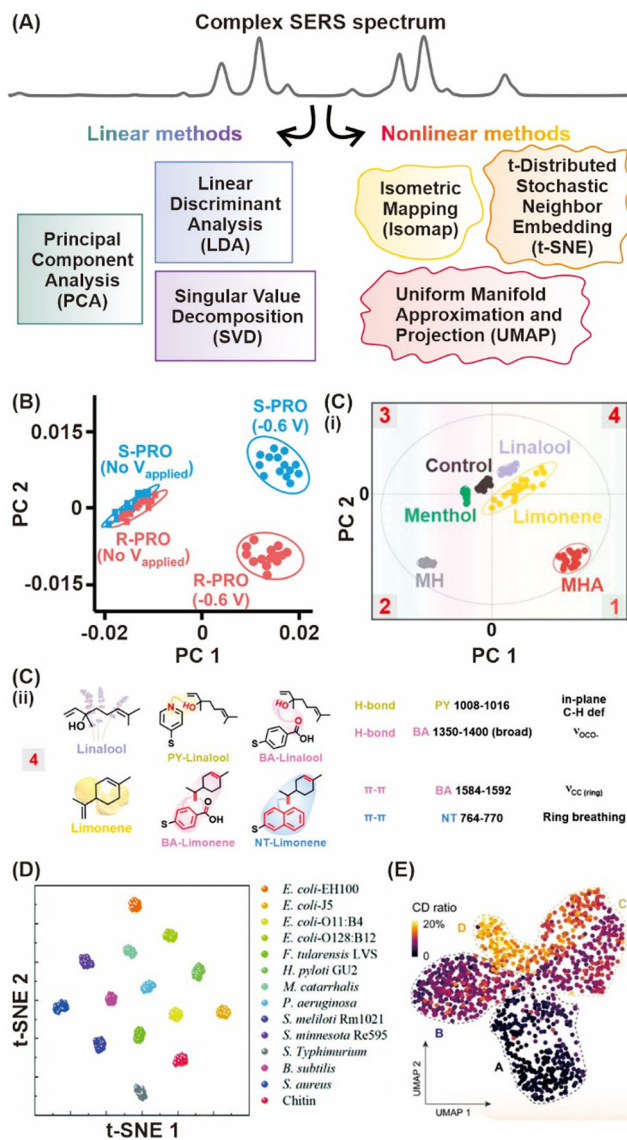 (A)
Complex SERS spectrum
Linear methods
Nonlinear methods
Principal
Component
Analysis
(PCA)
Linear
Discriminant
Analysis
(LDA)
Singular Value
Decomposition
(SVD)
Isometric
Mapping
(Isomap)
t-Distributed
Stochastic
Neighbor
Embedding
(t-SNE)
Uniform Manifold
Approximation and
Projection (UMAP)
(B)
PC 2
0.015
0
-0.015
S-PRO
(-0.6 V)
S-PRO
(No Vapplied)
R-PRO
(No Vapplied)
R-PRO
(-0.6 V)
-0.02
0
0.02
PC 1
(C)
(i)
3
4
Linalool
Control
Menthol
Limonene
MH
MHA
2
1
PC 2
0
0
PC 1
(C)
(ii)
4
HO
Linalool
N
HO
S
PY-Linalool
HO
O
OH
S
BA-Linalool
Limonene
O
OH
S
BA-Limonene
S
NT-Limonene
H-bond PY 1008-1016 in-plane C-H def
H-bond BA 1350-1400 (broad) νOCO-
π-π BA 1584-1592 νCC (ring)
π-π NT 764-770 Ring breathing
(D)
t-SNE 2
t-SNE 1
E. coli-EH100
E. coli-J5
E. coli-O11:B4
E. coli-O128:B12
F. tularensis LVS
H. pyloti GU2
M. catarrhalis
P. aeruginosa
S. meliloti Rm1021
S. minnesota Re595
S. Typhimurium
B. subtilis
S. aureus
Chitin
(E)
CD ratio
20%
0%
D
C
B
A
UMAP 2
UMAP 1